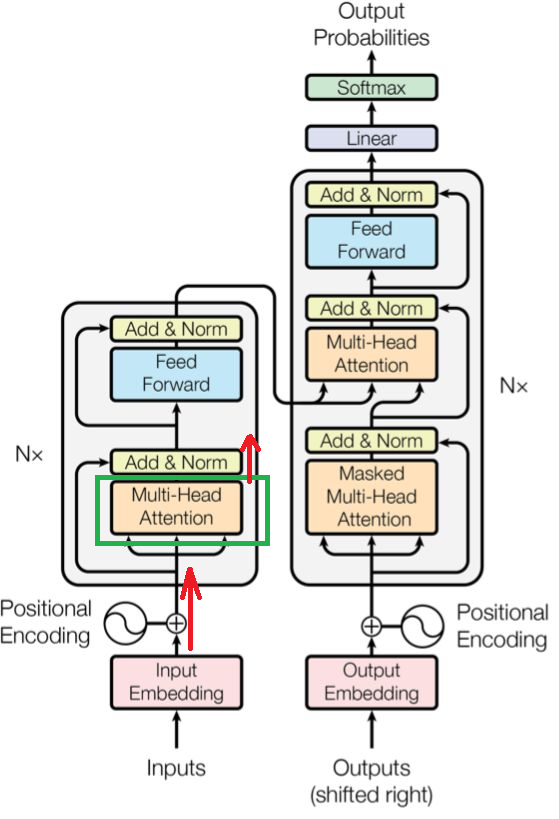 Output
Probabilities
Softmax
Linear
Add & Norm
Feed
Forward
Add & Norm
Multi-Head
Attention
Add & Norm
Masked
Multi-Head
Attention
N×
Positional
Encoding
Output
Embedding
Outputs
(shifted right)
Add & Norm
Feed
Forward
N×
Add & Norm
Multi-Head
Attention
Positional
Encoding
Input
Embedding
Inputs